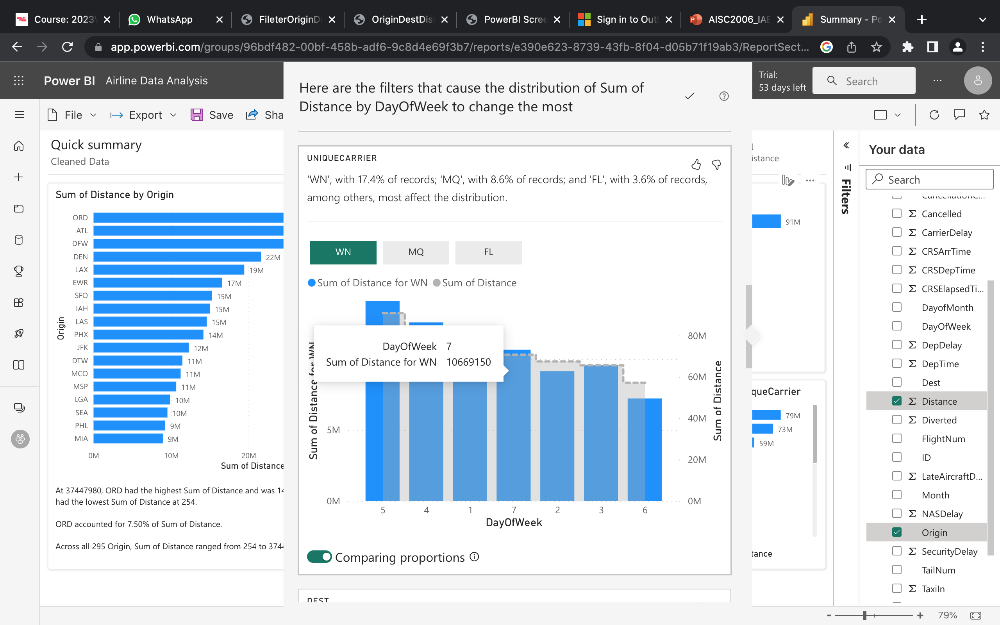 Course: 2023
WhatsApp
FileterOriginDe
OriginDestDist
PowerBI Scree
Sign in to Outl
AISC2006_IAB
Summary - Po
app.powerbi.com/groups/96bdf482-00bf-458b-adf6-9c8d4e69f3b7/reports/e390e623-8739-43fb-8f04-d05b71f19ab3/ReportSect...
Power BI Airline Data Analysis
Trial:
53 days left
Search
File
Export
Save
Sha
Quick summary
Cleaned Data
Sum of Distance by Origin
Origin
ORD
ATL
DFW
DEN 22M
LAX 19M
EWR 17M
SFO 15M
IAH 15M
LAS 15M
PHX 14M
JFK 12M
DTW 11M
MCO 11M
MSP 11M
LGA 10M
SEA 10M
PHL 9M
MIA 9M
0M 10M 20M
Sum of Distance
At 37447980, ORD had the highest Sum of Distance and was 14
had the lowest Sum of Distance at 254.
ORD accounted for 7.50% of Sum of Distance.
Across all 295 Origin, Sum of Distance ranged from 254 to 3744
Here are the filters that cause the distribution of Sum of
Distance by DayOfWeek to change the most
UNIQUECARRIER
'WN', with 17.4% of records; 'MQ', with 8.6% of records; and 'FL', with 3.6% of records,
among others, most affect the distribution.
WN MQ FL
Sum of Distance for WN Sum of Distance
DayOfWeek 7
Sum of Distance for WN 10669150
Sum of Distance for WN
5M
0M
80M
60M
40M
20M
0M
Sum of Distance
5 4 1 7 2 3 6
DayOfWeek
Comparing proportions
DEST
istance
91M
queCarrier
79M
73M
59M
tance
Filters
Your data
Search
CancellationC...
Cancelled
CarrierDelay
CRSArrTime
CRSDepTime
CRSElapsedTi...
DayofMonth
DayOfWeek
DepDelay
DepTime
Dest
Distance
Diverted
FlightNum
ID
LateAircraftD...
Month
NASDelay
Origin
SecurityDelay
TailNum
TaxiIn
- + 79%